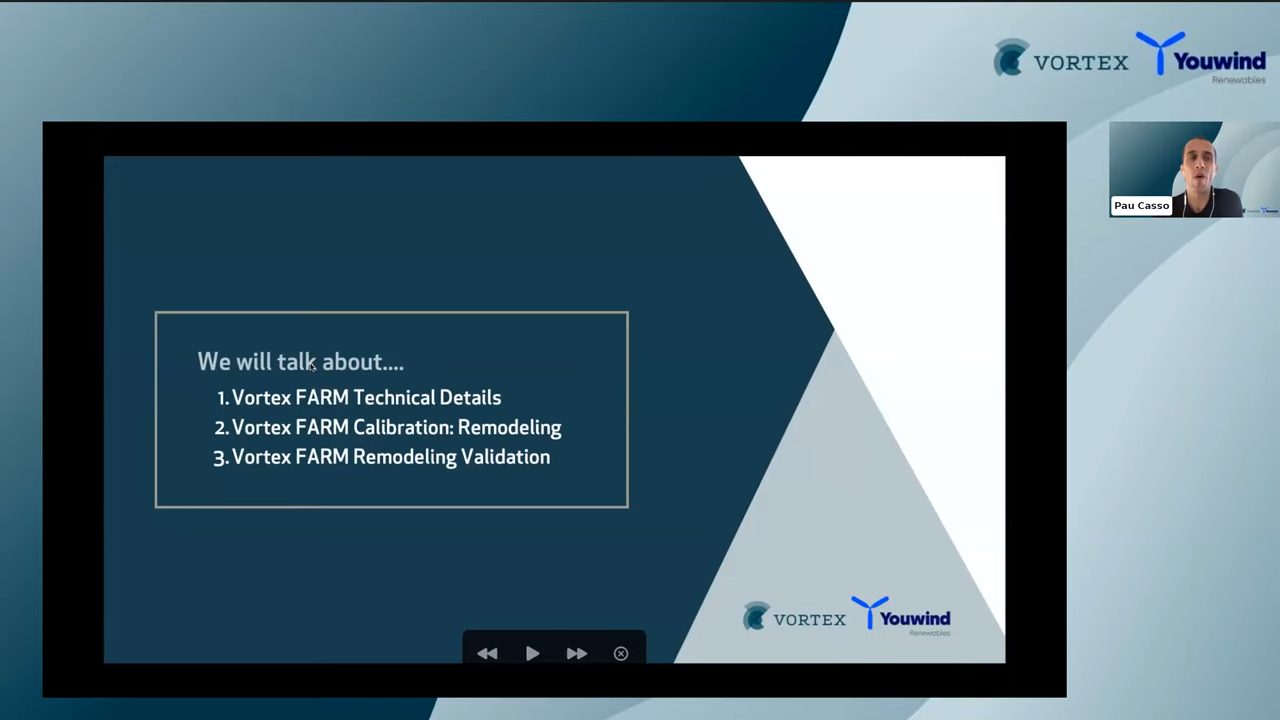 VORTEX
Youwind
Renewables
Pau Casso
We will talk about....
1. Vortex FARM Technical Details
2. Vortex FARM Calibration: Remodeling
3. Vortex FARM Remodeling Validation
VORTEX
Youwind
Renewables